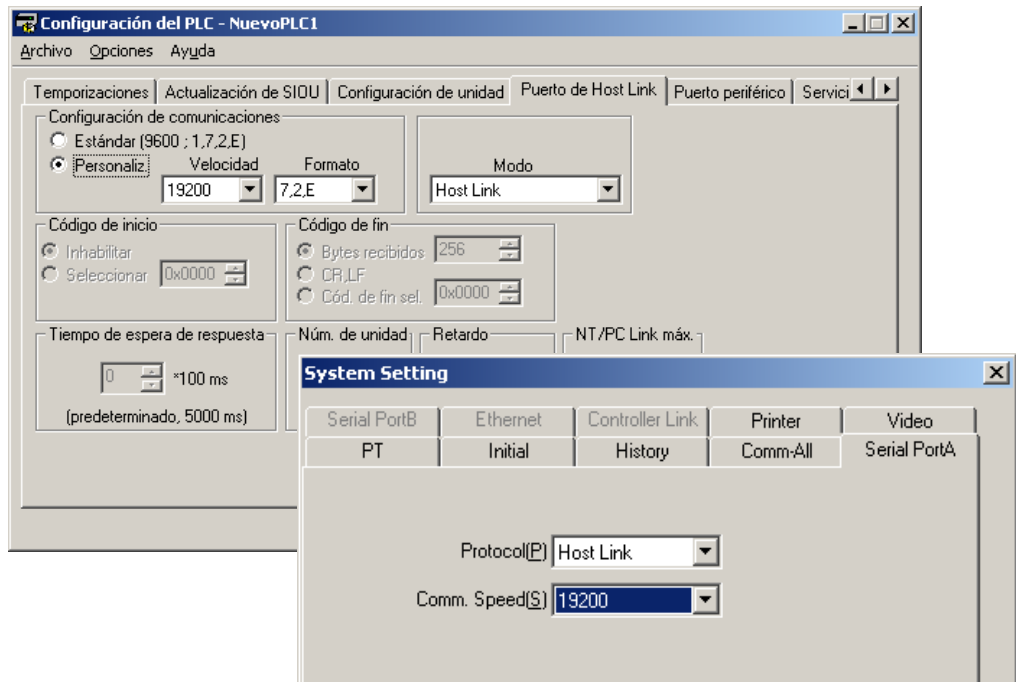 Configuración del PLC - NuevoPLC1
Archivo Opciones Ayuda
Temporizaciones Actualización de SIOU Configuración de unidad Puerto de Host Link Puerto periférico Servici
Configuración de comunicaciones
Estándar (9600 ; 1,7,2,E)
Personaliz. Velocidad Formato Modo
19200 7,2,E Host Link
Código de inicio Código de fin
Inhabilitar Bytes recibidos 256
Seleccionar 0x0000 CR,LF
Cód. de fin sel. 0x0000
Tiempo de espera de respuesta Núm. de unidad Retardo NT/PC Link máx.
0 *100 ms
(predeterminado, 5000 ms)
System Setting
Serial PortB Ethernet Controller Link Printer Video
PT Initial History Comm-All Serial PortA
Protocol(P) Host Link
Comm. Speed(S) 19200